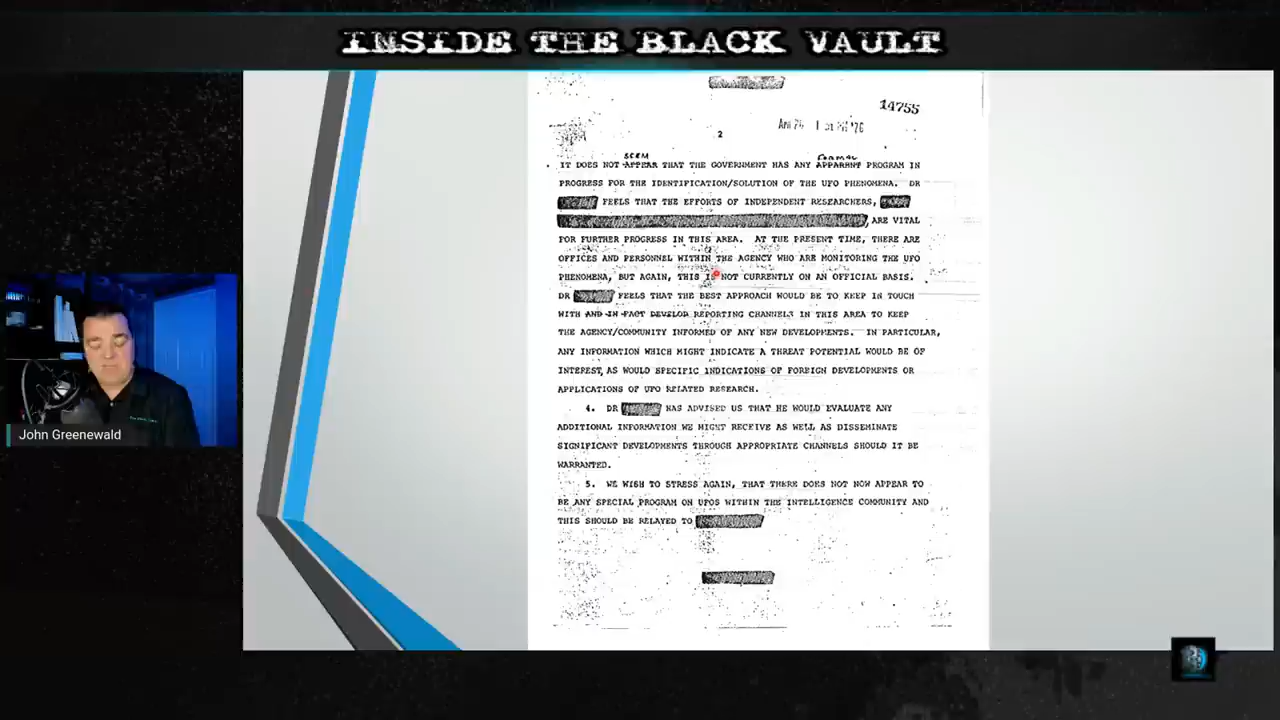 INSIDE THE BLACK VAULT
14755
2
SEEM
IT DOES NOT APPEAR THAT THE GOVERNMENT HAS ANY APPARENT PROGRAM IN
PROGRESS FOR THE IDENTIFICATION/SOLUTION OF THE UFO PHENOMENA. DR
FEELS THAT THE EFFORTS OF INDEPENDENT RESEARCHERS,
ARE VITAL
FOR FURTHER PROGRESS IN THIS AREA. AT THE PRESENT TIME, THERE ARE
OFFICES AND PERSONNEL WITHIN THE AGENCY WHO ARE MONITORING THE UFO
PHENOMENA, BUT AGAIN, THIS IS NOT CURRENTLY ON AN OFFICIAL BASIS.
DR FEELS THAT THE BEST APPROACH WOULD BE TO KEEP IN TOUCH
WITH AND IN FACT DEVELOP REPORTING CHANNELS IN THIS AREA TO KEEP
THE AGENCY/COMMUNITY INFORMED OF ANY NEW DEVELOPMENTS. IN PARTICULAR,
ANY INFORMATION WHICH MIGHT INDICATE A THREAT POTENTIAL WOULD BE OF
INTEREST, AS WOULD SPECIFIC INDICATIONS OF FOREIGN DEVELOPMENTS OR
APPLICATIONS OF UFO RELATED RESEARCH.
4. DR HAS ADVISED US THAT HE WOULD EVALUATE ANY
ADDITIONAL INFORMATION WE MIGHT RECEIVE AS WELL AS DISSEMINATE
SIGNIFICANT DEVELOPMENTS THROUGH APPROPRIATE CHANNELS SHOULD IT BE
WARRANTED.
5. WE WISH TO STRESS AGAIN, THAT THERE DOES NOT NOW APPEAR TO
BE ANY SPECIAL PROGRAM ON UFOS WITHIN THE INTELLIGENCE COMMUNITY AND
THIS SHOULD BE RELAYED TO
John Greenewald